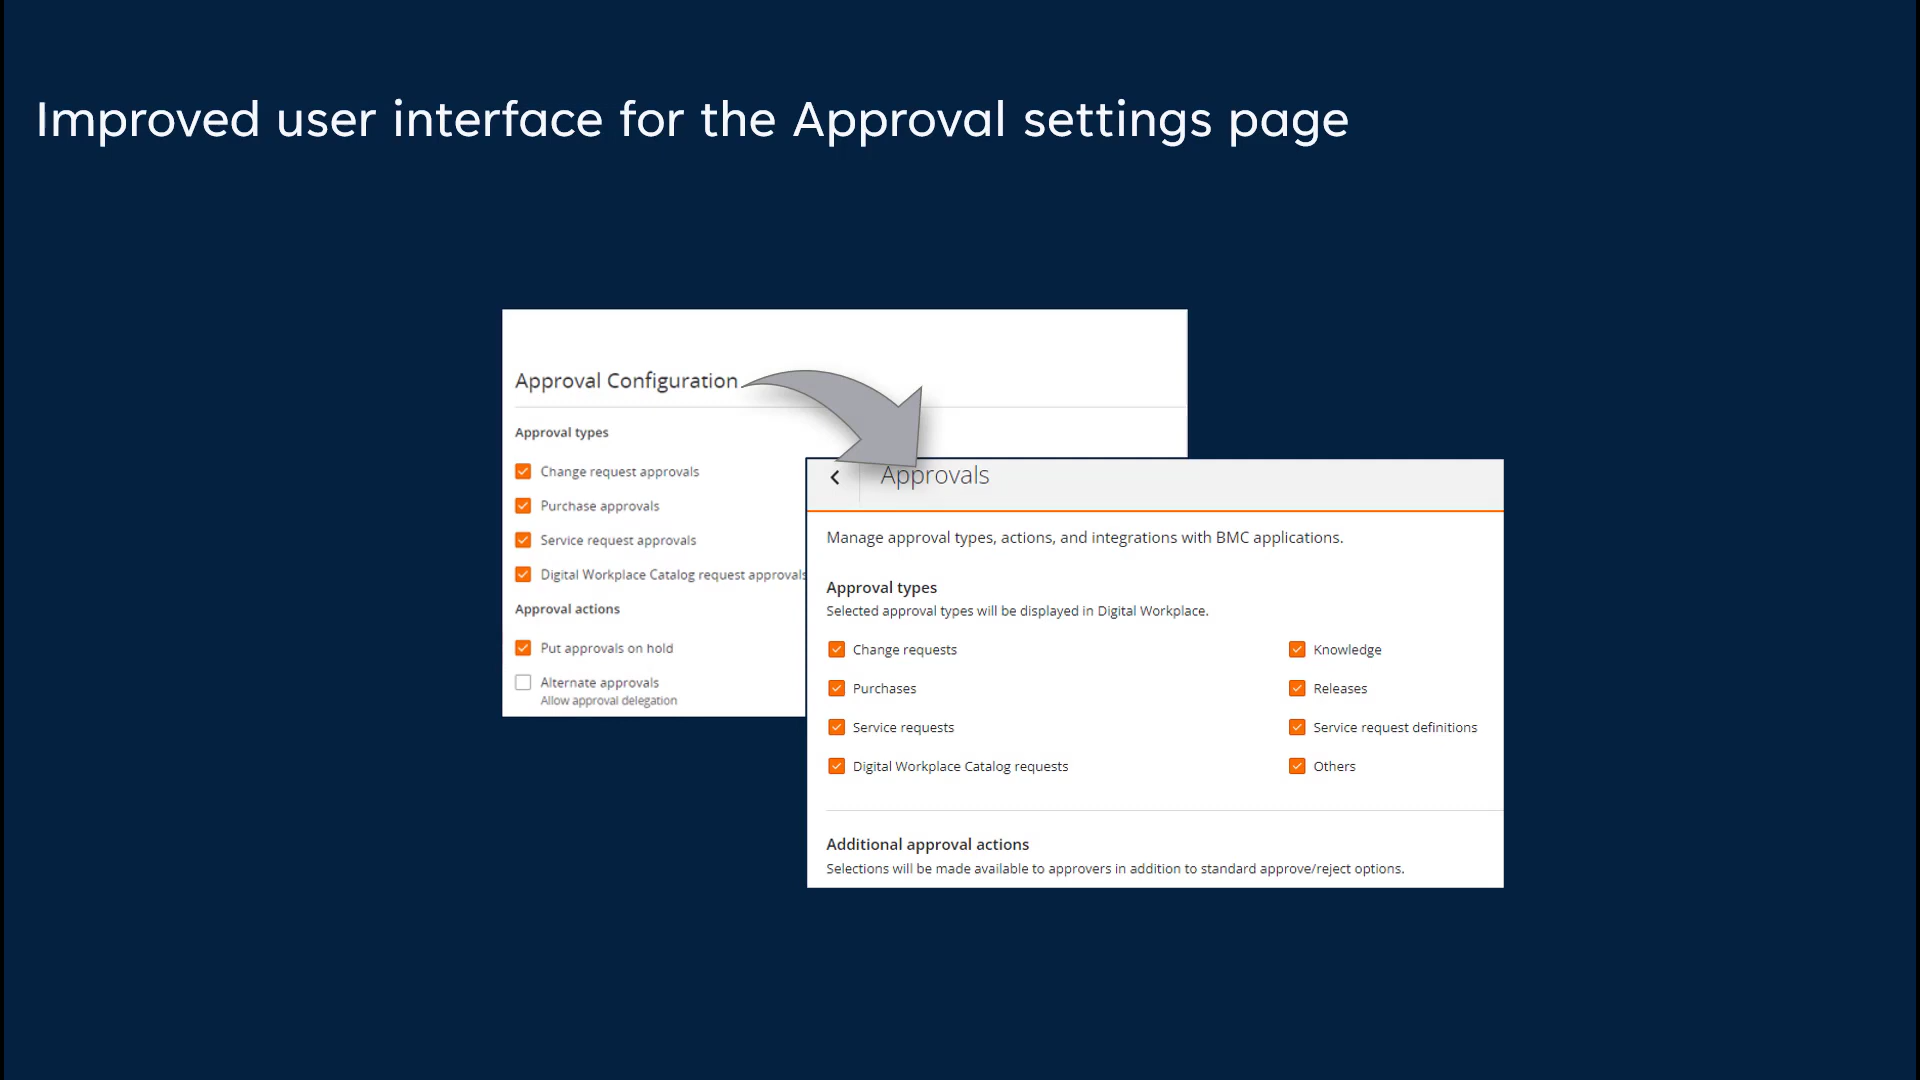 Improved user interface for the Approval settings page
Approval Configuration
Approval types
Change request approvals
Purchase approvals
Service request approvals
Digital Workplace Catalog request approvals
Approval actions
Put approvals on hold
Alternate approvals
Allow approval delegation
Approvals
Manage approval types, actions, and integrations with BMC applications.
Approval types
Selected approval types will be displayed in Digital Workplace.
Change requests
Knowledge
Purchases
Releases
Service requests
Service request definitions
Digital Workplace Catalog requests
Others
Additional approval actions
Selections will be made available to approvers in addition to standard approve/reject options.